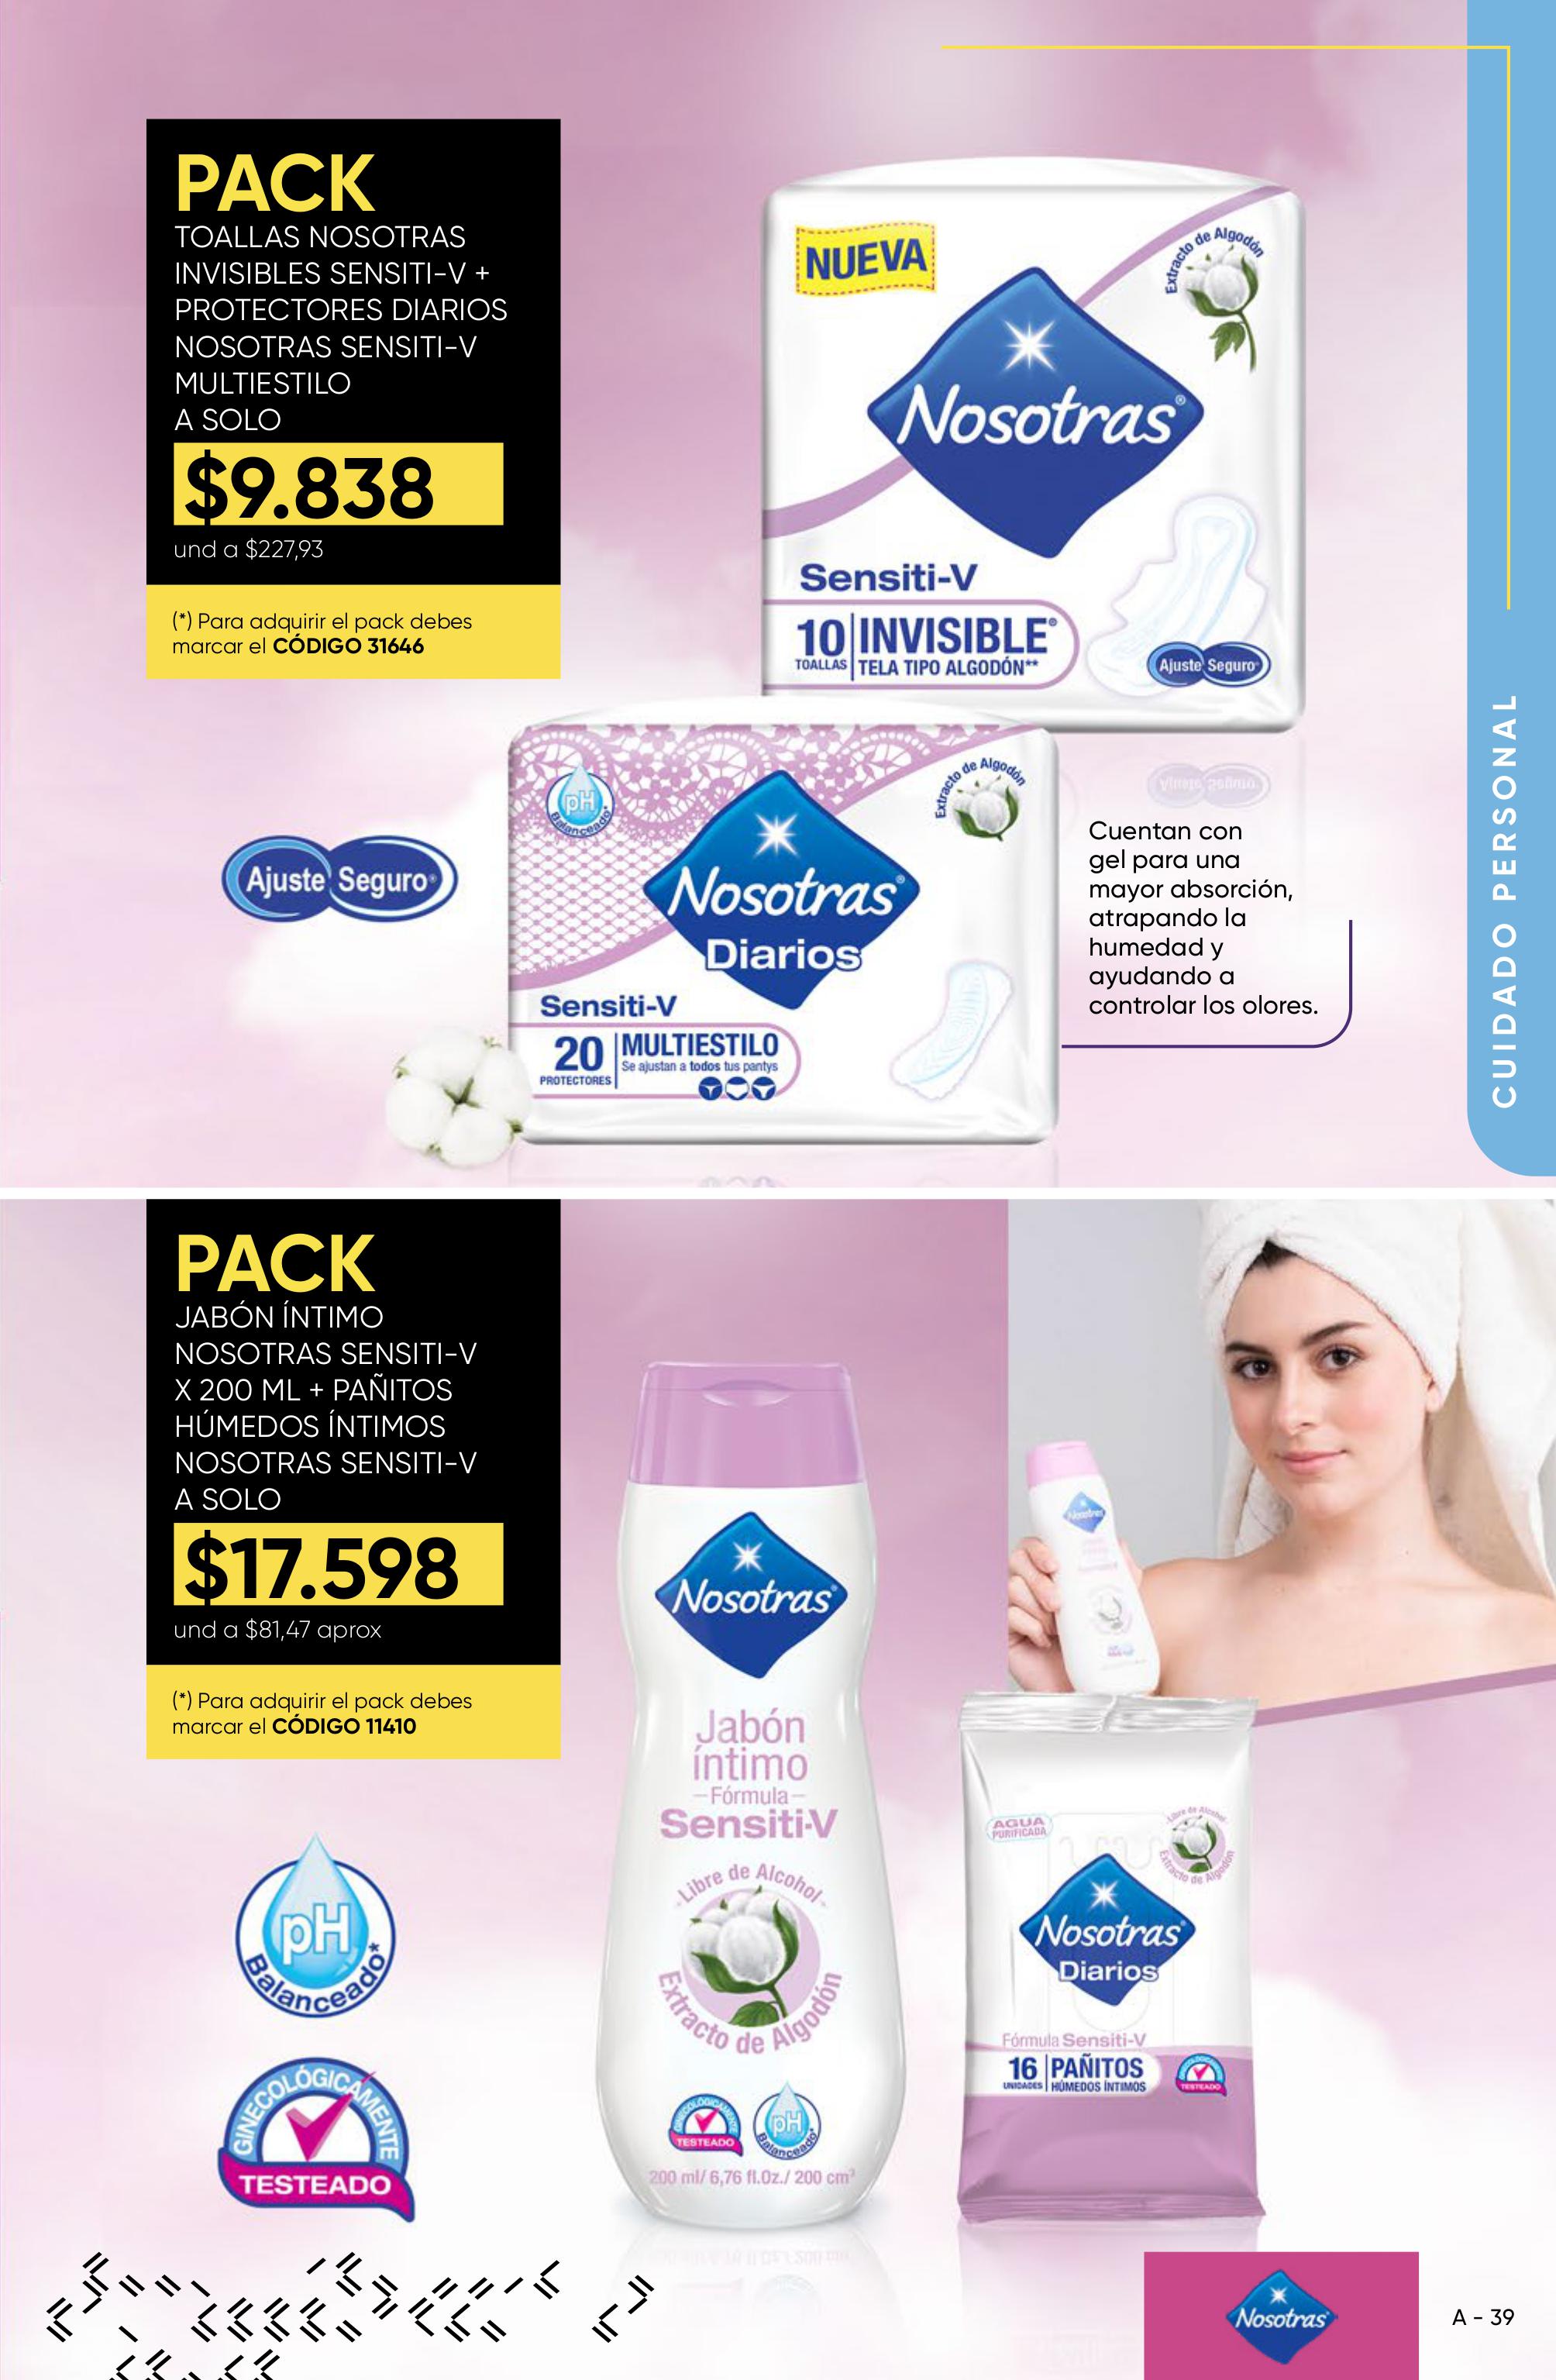 PACK
TOALLAS NOSOTRAS
INVISIBLES SENSITI-V +
PROTECTORES DIARIOS
NOSOTRAS SENSITI-V
MULTIESTILO
A SOLO
$9.838
und a $227,93
(*) Para adquirir el pack debes
marcar el CÓDIGO 31646
NUEVA
Extracto de Algodón
Nosotras®
Sensiti-V
10 INVISIBLE®
TOALLAS TELA TIPO ALGODÓN**
Ajuste Seguro®
CUIDADO PERSONAL
Ajuste Seguro®
pH
Balanceado*
Extracto de Algodón
Nosotras®
Diarios
Sensiti-V
20 MULTIESTILO
PROTECTORES Se ajustan a todos tus pantys
Cuentan con
gel para una
mayor absorción,
atrapando la
humedad y
ayudando a
controlar los olores.
PACK
JABÓN ÍNTIMO
NOSOTRAS SENSITI-V
X 200 ML + PAÑITOS
HÚMEDOS ÍNTIMOS
NOSOTRAS SENSITI-V
A SOLO
$17.598
und a $81,47 aprox
(*) Para adquirir el pack debes
marcar el CÓDIGO 11410
pH
Balanceado*
GINECOLÓGICAMENTE
TESTEADO
Nosotras®
Jabón
íntimo
–Fórmula–
Sensiti-V
-Libre de Alcohol-
Extracto de Algodón
GINECOLÓGICAMENTE
TESTEADO
pH
Balanceado*
200 ml/ 6,76 fl.Oz./ 200 cm³
Nosotras
AGUA
PURIFICADA
Libre de Alcohol
Extracto de Algodón
Nosotras®
Diarios
Fórmula Sensiti-V
16 PAÑITOS
UNIDADES HÚMEDOS ÍNTIMOS
TESTEADO
Nosotras
A - 39